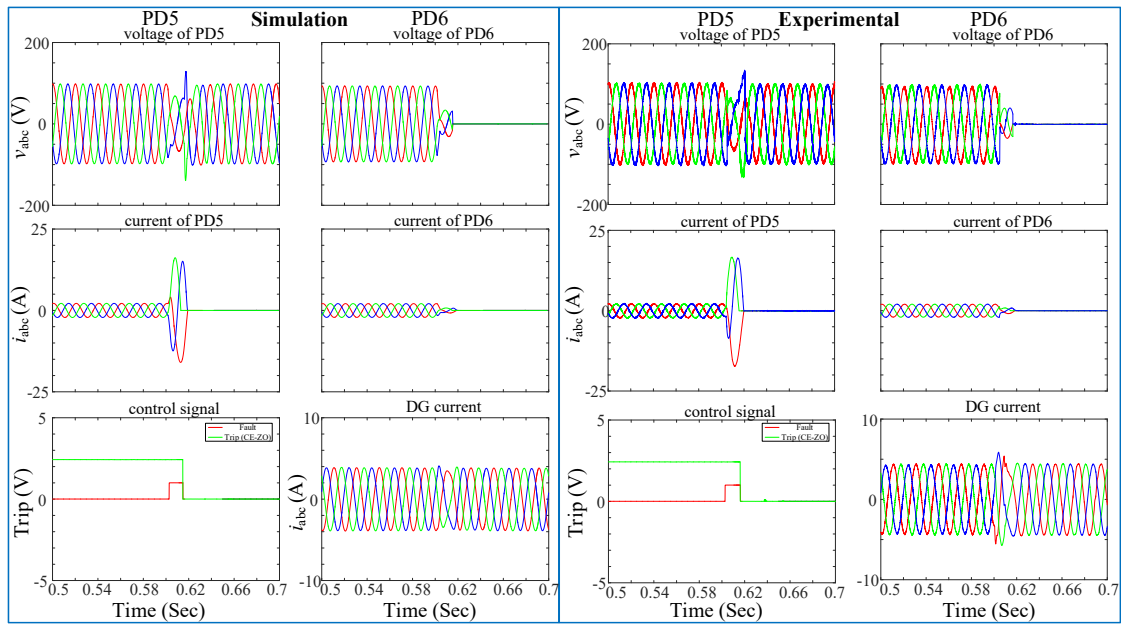 PD5 Simulation PD6
voltage of PD5 voltage of PD6
200
100
0
-100
-200
v_abc (V)
current of PD5 current of PD6
25
0
-25
i_abc (A)
control signal DG current
5
0
-5
Trip (V)
Fault
Trip (CE-ZO)
10
0
-10
i_abc (A)
0.5 0.54 0.58 0.62 0.66 0.7
Time (Sec)
0.5 0.54 0.58 0.62 0.66 0.7
Time (Sec)
PD5 Experimental PD6
voltage of PD5 voltage of PD6
200
100
0
-100
-200
v_abc (V)
current of PD5 current of PD6
25
0
-25
i_abc (A)
control signal DG current
5
0
-5
Trip (V)
Fault
Trip (CE-ZO)
10
5
0
-5
-10
i_abc (A)
0.5 0.54 0.58 0.62 0.66 0.7
Time (Sec)
0.5 0.54 0.58 0.62 0.66 0.7
Time (Sec)